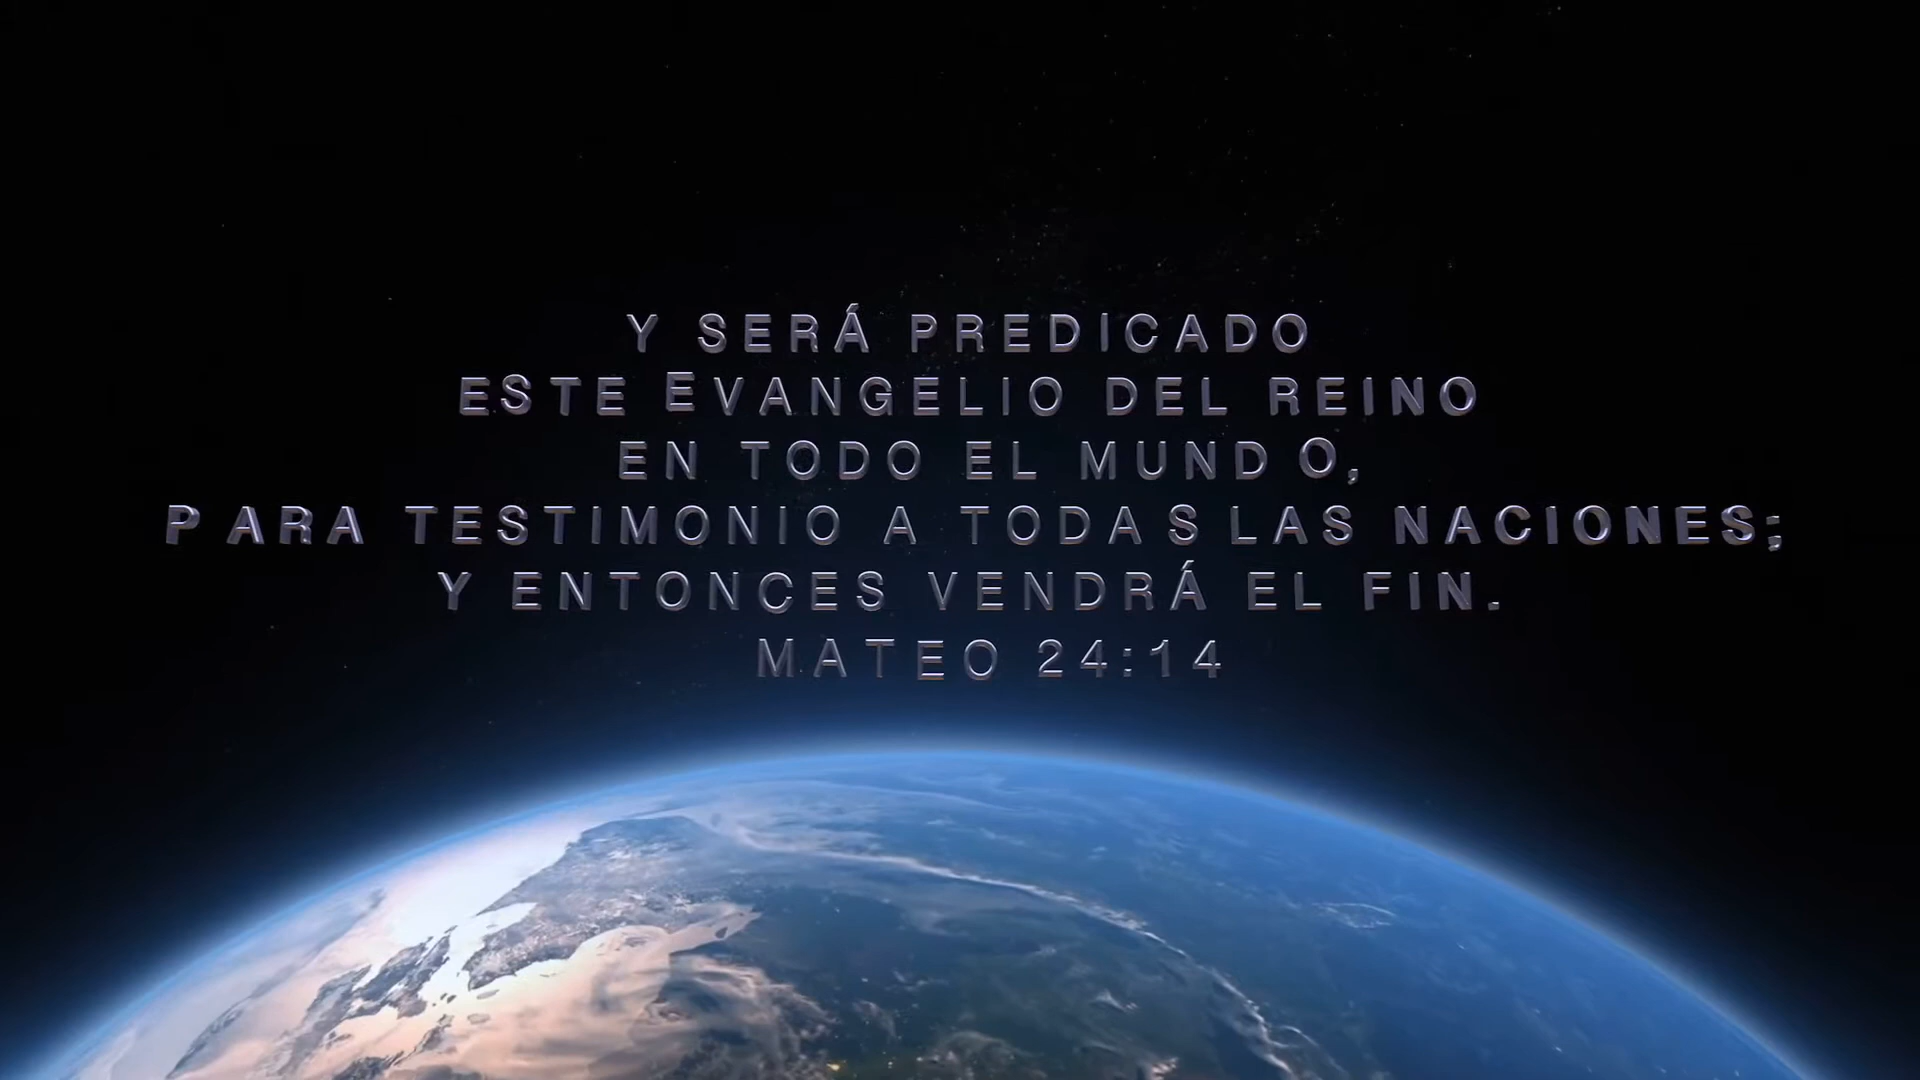 Y SERÁ PREDICADO
ESTE EVANGELIO DEL REINO
EN TODO EL MUNDO,
PARA TESTIMONIO A TODAS LAS NACIONES;
Y ENTONCES VENDRÁ EL FIN.
MATEO 24:14